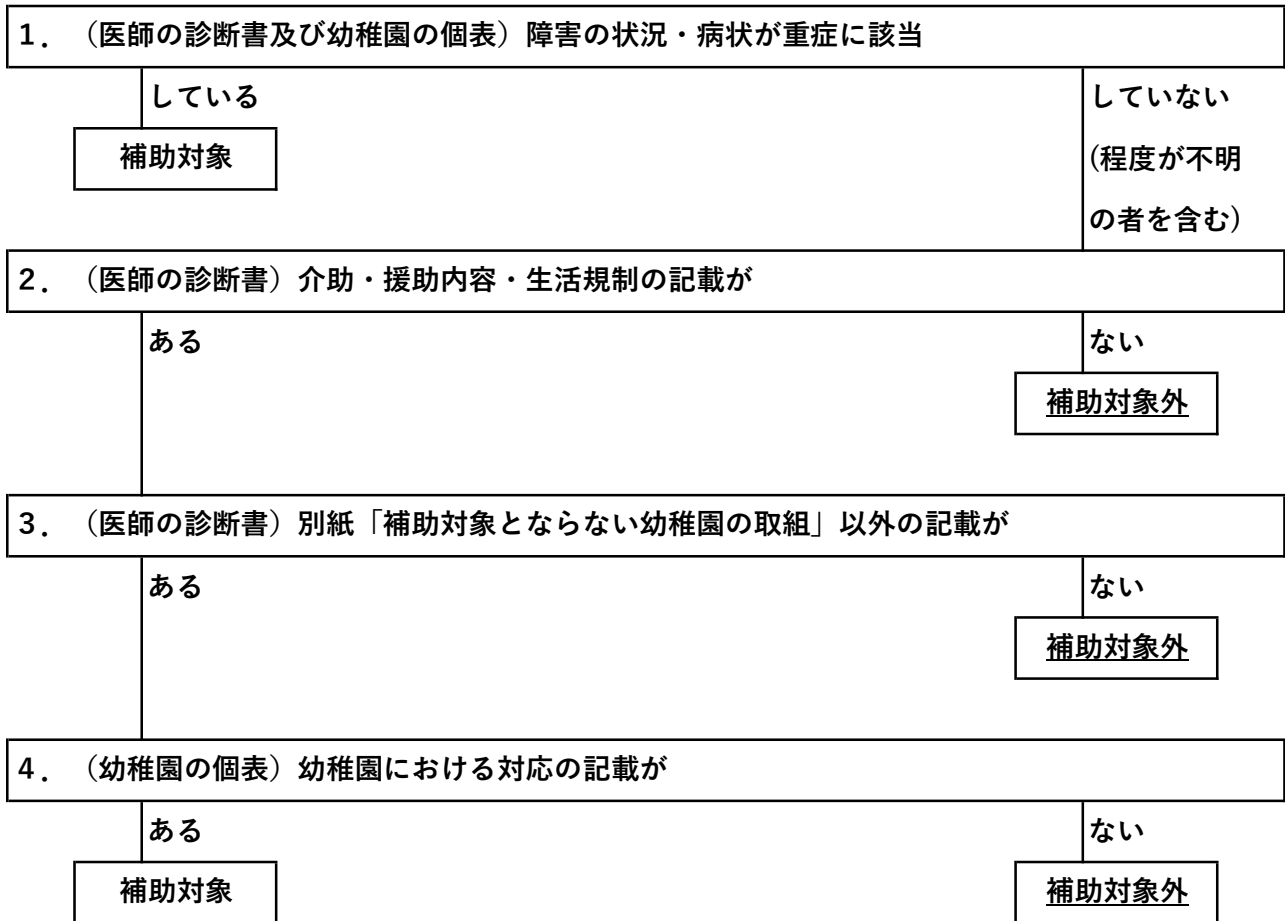 1．（医師の診断書及び幼稚園の個表）障害の状況・病状が重症に該当
している
していない
補助対象
(程度が不明
の者を含む）
2．（医師の診断書）介助・援助内容・生活規制の記載が
ある
ない
補助対象外
3．（医師の診断書）別紙「補助対象とならない幼稚園の取組」以外の記載が
ある
ない
補助対象外
4．（幼稚園の個表）幼稚園における対応の記載が
ある
ない
補助対象
補助対象外